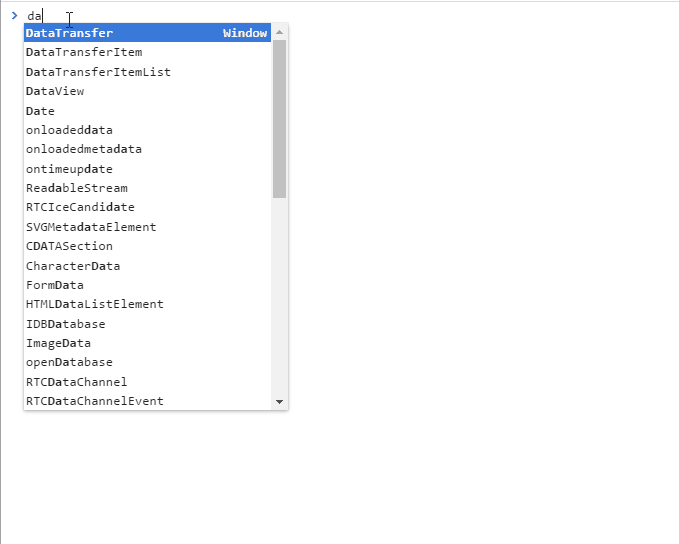 > da
DataTransfer Window
DataTransferItem
DataTransferItemList
DataView
Date
onloadeddata
onloadedmetadata
ontimeupdate
ReadableStream
RTCIceCandidate
SVGMetadataElement
CDATASection
CharacterData
FormData
HTMLDataListElement
IDBDatabase
ImageData
openDatabase
RTCDataChannel
RTCDataChannelEvent